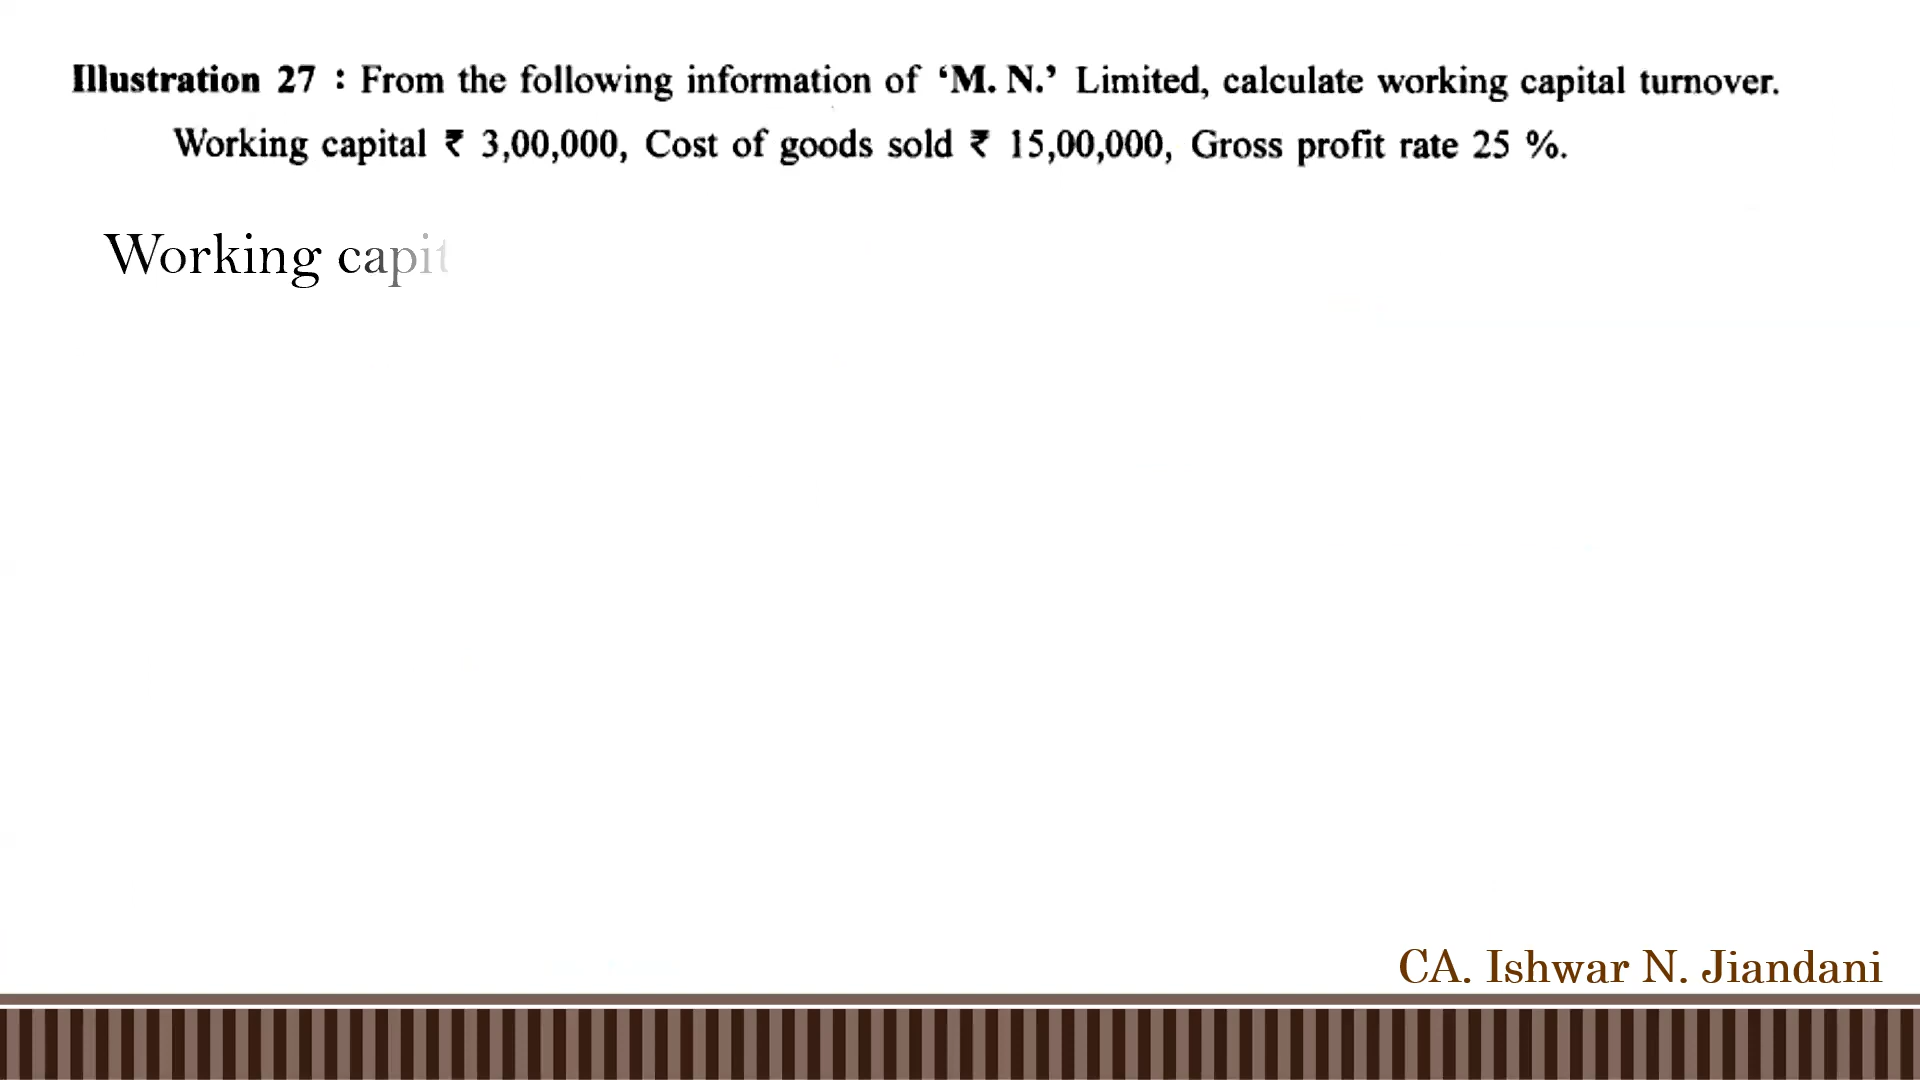 Illustration 27 : From the following information of ‘M. N.’ Limited, calculate working capital turnover.
Working capital ₹ 3,00,000, Cost of goods sold ₹ 15,00,000, Gross profit rate 25 %.
Working capit
CA. Ishwar N. Jiandani